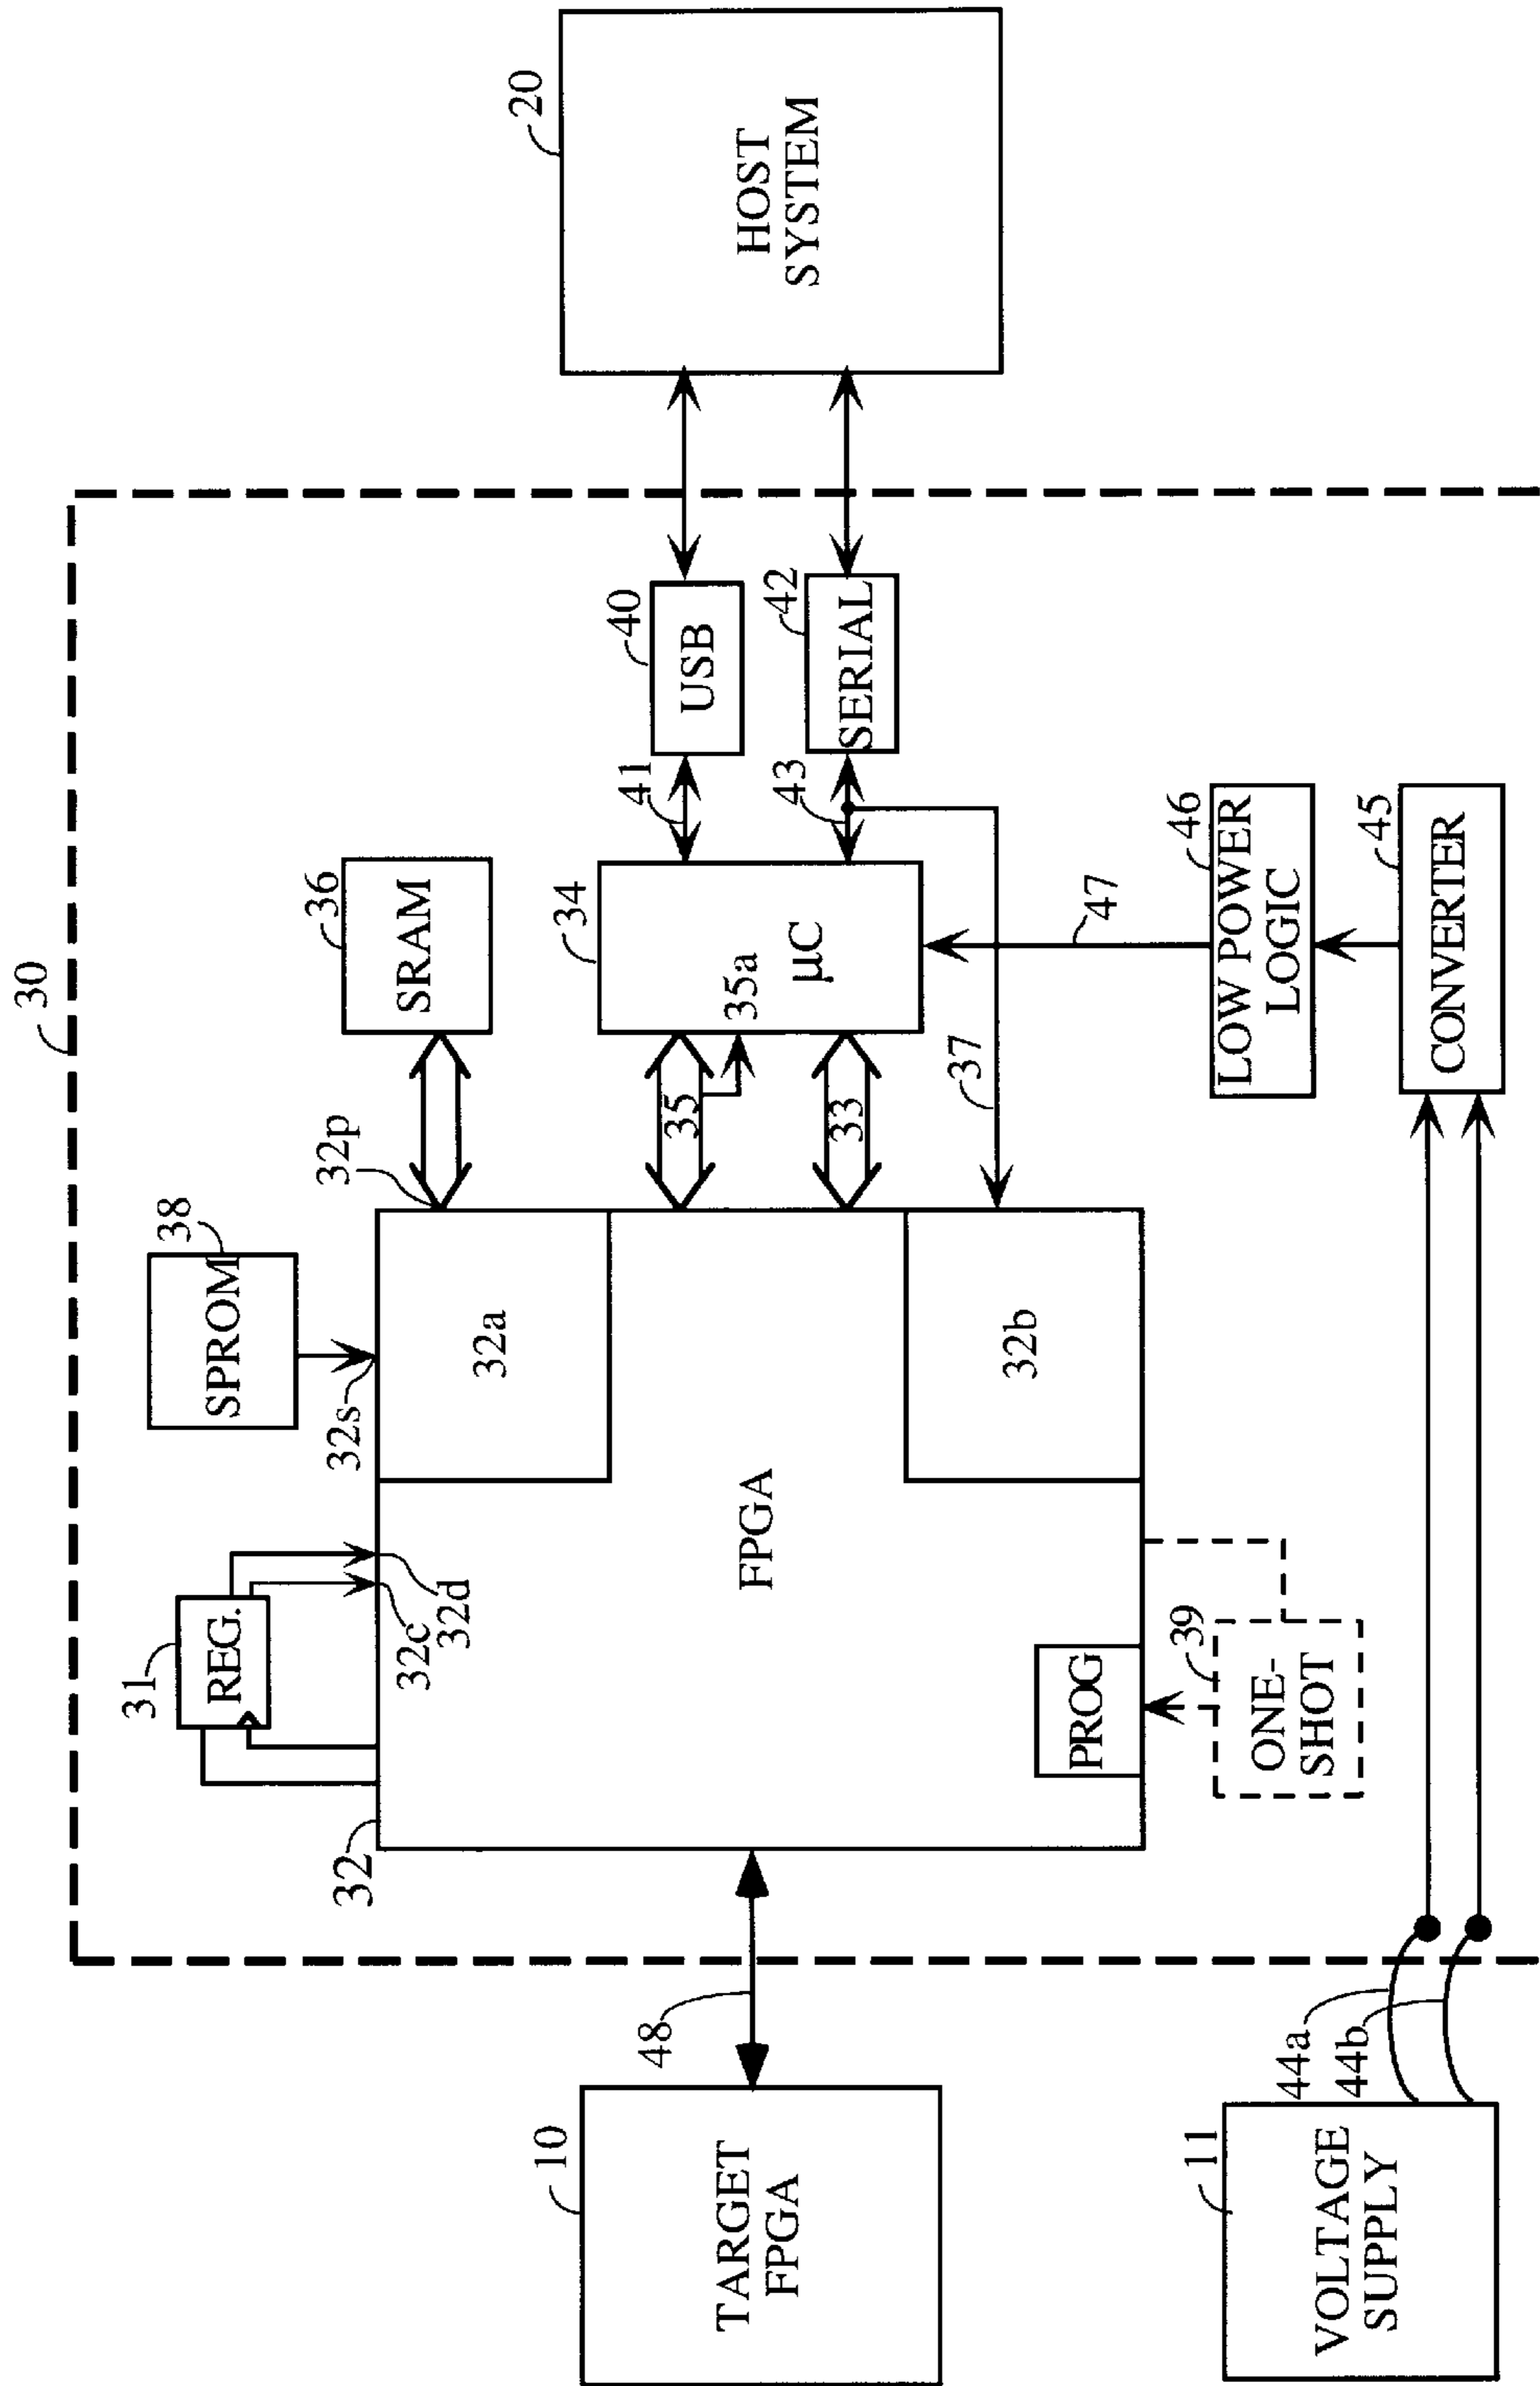 30
31
REG.
32c
32d
38
SPROM
32s
36
SRAM
32p
32
32a
FPGA
32b
PROG
39
ONE-
SHOT
35
35a
33
34
µC
37
41
40
USB
43
42
SERIAL
47
46
LOW POWER
LOGIC
45
CONVERTER
20
HOST
SYSTEM
10
TARGET
FPGA
48
11
VOLTAGE
SUPPLY
44a
44b